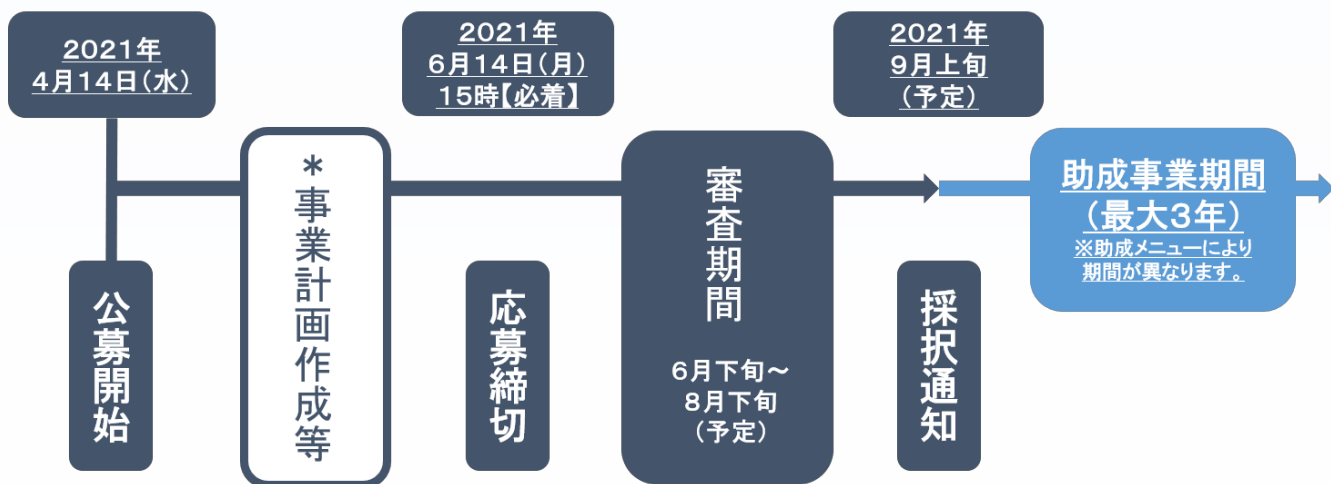 2021年
4月14日(水)
公募開始
*事業計画作成等
2021年
6月14日(月)
15時【必着】
応募締切
審査期間
6月下旬～
8月下旬
(予定)
2021年
9月上旬
(予定)
採択通知
助成事業期間
(最大3年)
※助成メニューにより
期間が異なります。